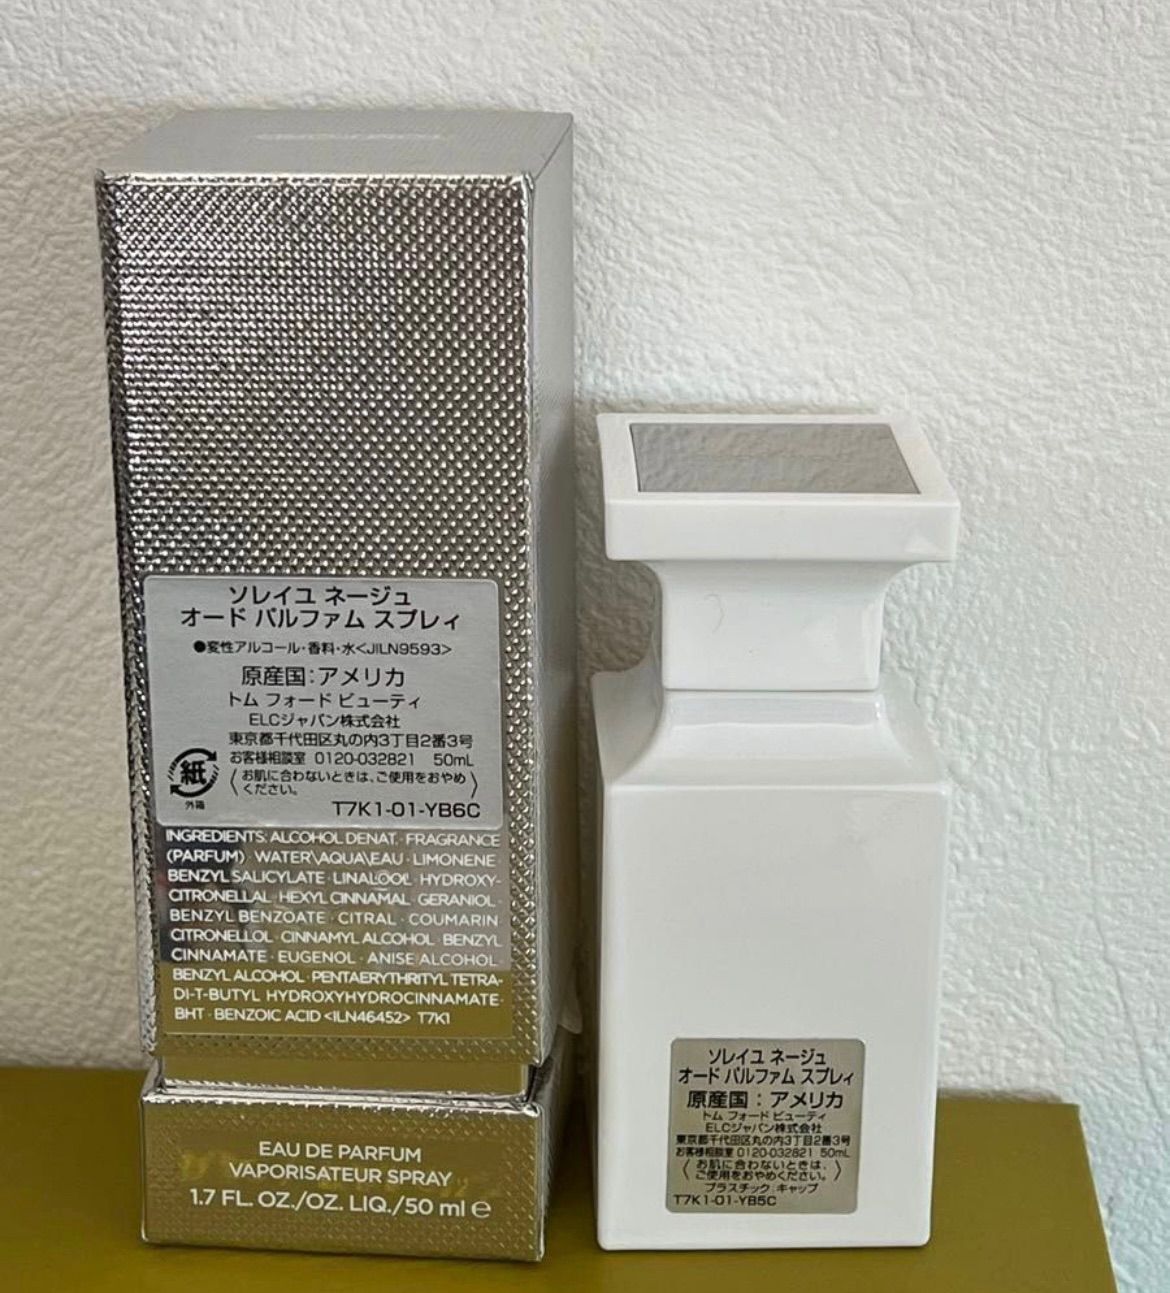 ソレイユ ネージュ
オード パルファム スプレィ
●変性アルコール・香料・水<JILN9593>
原産国：アメリカ
トム フォード ビューティ
ELCジャパン株式会社
東京都千代田区丸の内3丁目2番3号
お客様相談室 0120-032821 50mL
紙
外箱
〈お肌に合わないときは、ご使用をおやめ
ください。〉
T7K1-01-YB6C
INGREDIENTS: ALCOHOL DENAT. · FRAGRANCE
(PARFUM) · WATER\AQUA\EAU · LIMONENE ·
BENZYL SALICYLATE · LINALOOL · HYDROXY-
CITRONELLAL · HEXYL CINNAMAL · GERANIOL ·
BENZYL BENZOATE · CITRAL · COUMARIN ·
CITRONELLOL · CINNAMYL ALCOHOL · BENZYL
CINNAMATE · EUGENOL · ANISE ALCOHOL ·
BENZYL ALCOHOL · PENTAERYTHRITYL TETRA-
DI-T-BUTYL HYDROXYHYDROCINNAMATE ·
BHT · BENZOIC ACID <ILN46452> T7K1
EAU DE PARFUM
VAPORISATEUR SPRAY
1.7 FL. OZ./OZ. LIQ./50 ml ℮
ソレイユ ネージュ
オード パルファム スプレィ
原産国：アメリカ
トム フォード ビューティ
ELCジャパン株式会社
東京都千代田区丸の内3丁目2番3号
お客様相談室 0120-032821 50mL
〈お肌に合わないときは、
ご使用をおやめください。〉
プラスチック：キャップ
T7K1-01-YB5C